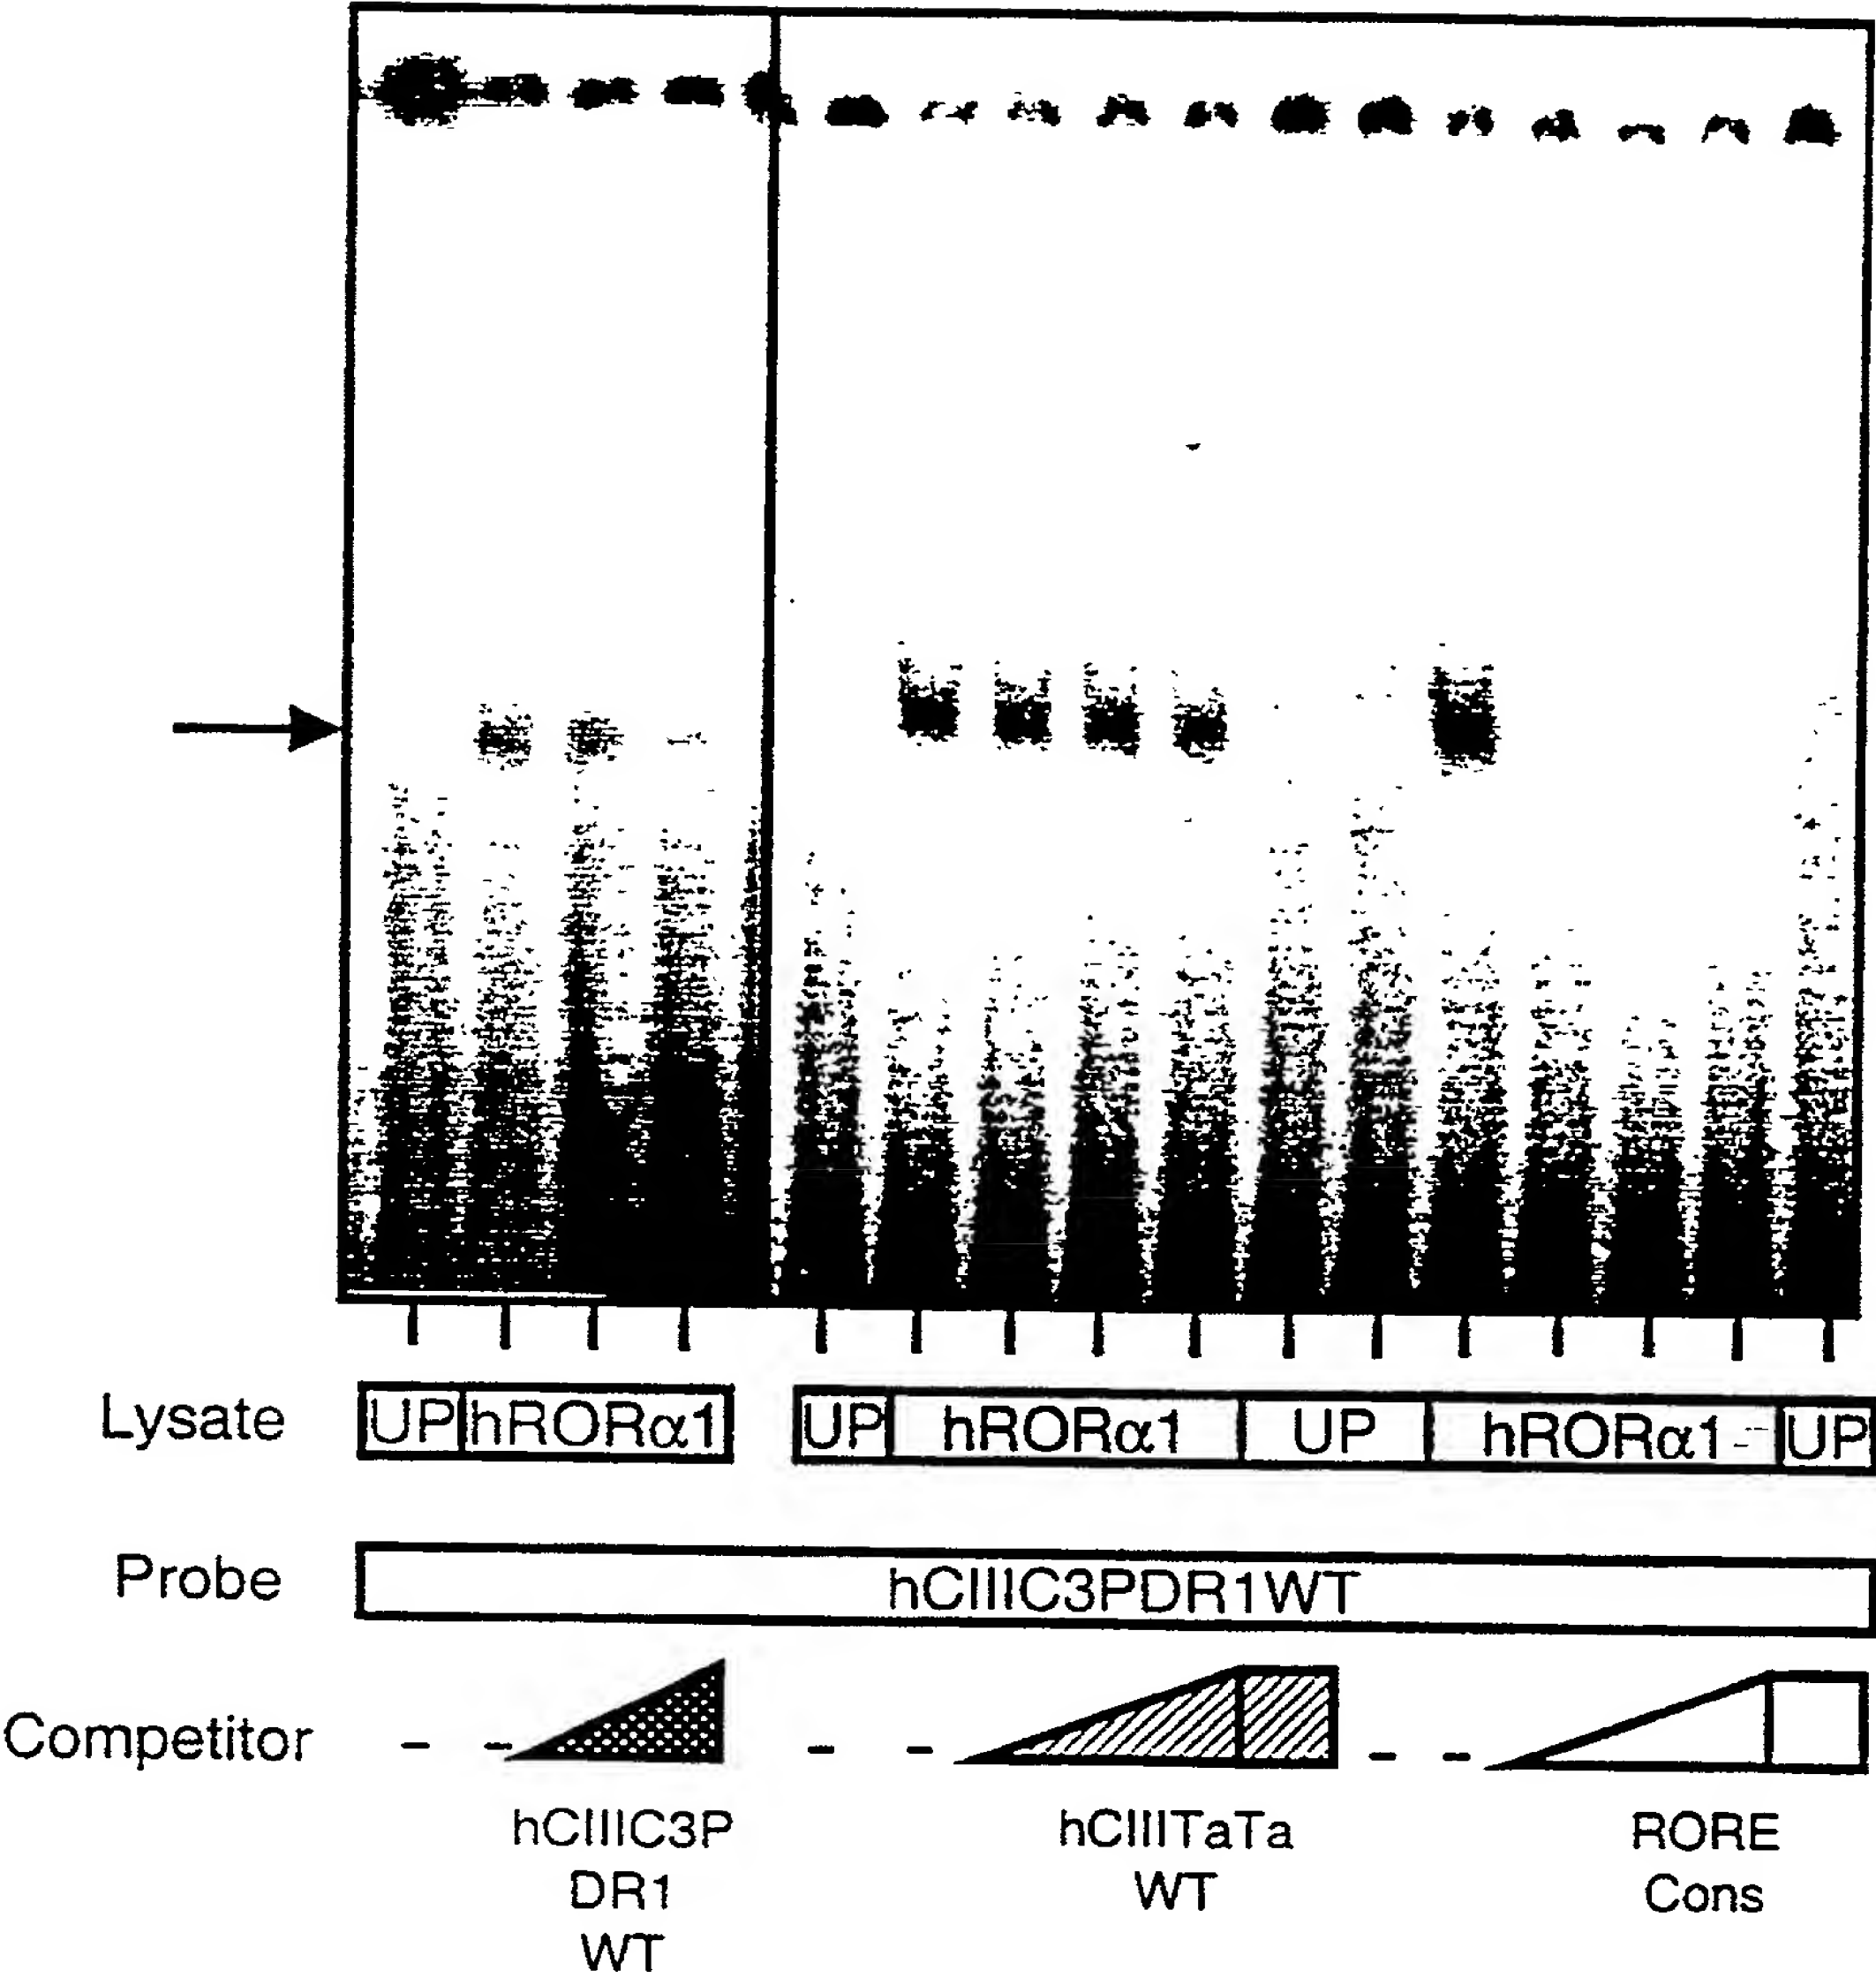 Lysate UP hRORα1 UP hRORα1 UP hRORα1 UP
Probe hCIIIC3PDR1WT
Competitor - - - - - -
hCIIIC3P hCIIITaTa RORE
DR1 WT Cons
WT